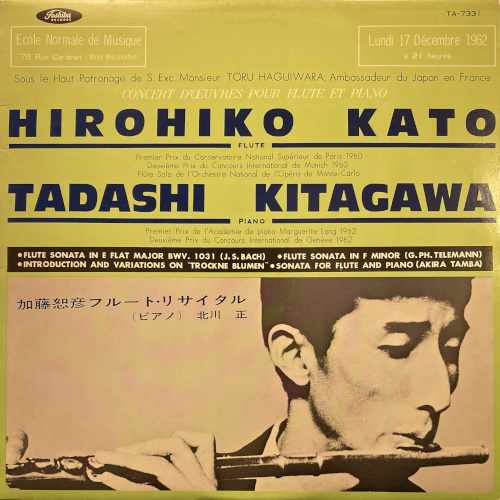 Toshiba
RECORDS
TA-7331
Ecole Normale de Musique
78, Rue Cardinet (Métro Malesherbes)
Lundi 17 Décembre 1962
à 21 heures
Sous le Haut Patronage de S. Exc. Monsieur TORU HAGUIWARA, Ambassadeur du Japon en France
CONCERT D'ŒUVRES POUR FLUTE ET PIANO
HIROHIKO KATO
FLUTE
Premier Prix du Conservatoire National Supérieur de Paris 1960
Deuxième Prix du Concours International de Munich 1960
Flûte Solo de l'Orchestre National de l'Opéra de Monte-Carlo
TADASHI KITAGAWA
PIANO
Premier Prix de l'Académie de piano Marguerite Long 1962
Deuxième Prix du Concours International de Genève 1962
●FLUTE SONATA IN E FLAT MAJOR BWV. 1031 (J.S.BACH) ●FLUTE SONATA IN F MINOR (G.PH.TELEMANN)
●INTRODUCTION AND VARIATIONS ON "TROCKNE BLUMEN" ●SONATA FOR FLUTE AND PIANO (AKIRA TAMBA)
加藤恕彦フルート・リサイタル
(ピアノ) 北川 正